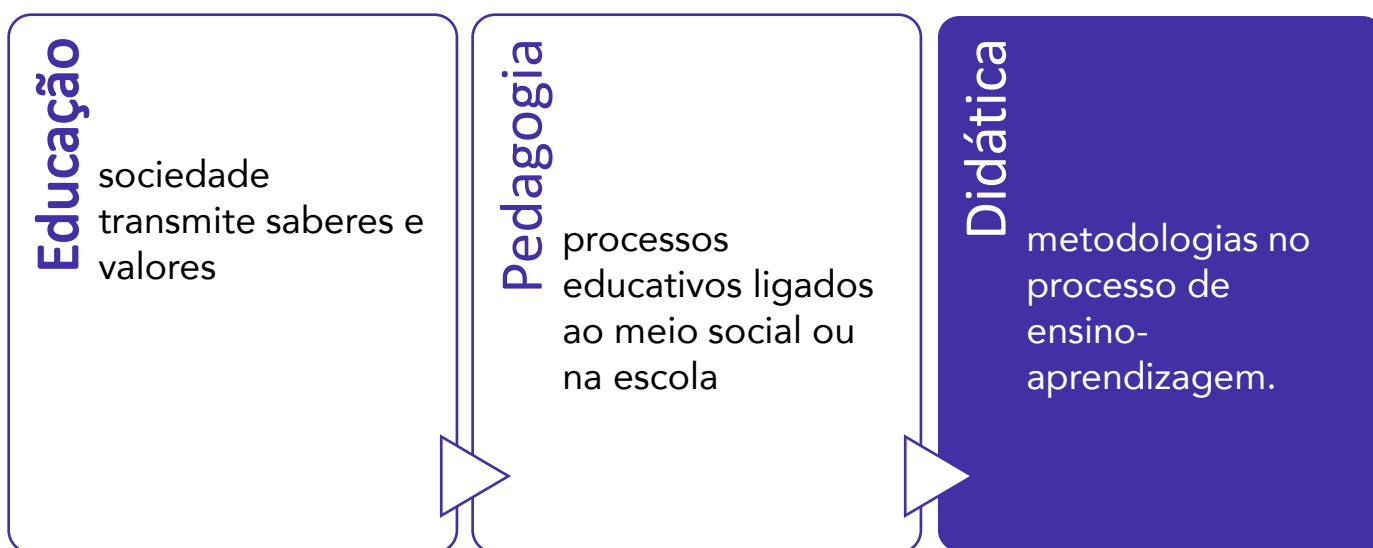 Educação
sociedade
transmite saberes e
valores
Pedagogia
processos
educativos ligados
ao meio social ou
na escola
Didática
metodologias no
processo de
ensino-
aprendizagem.